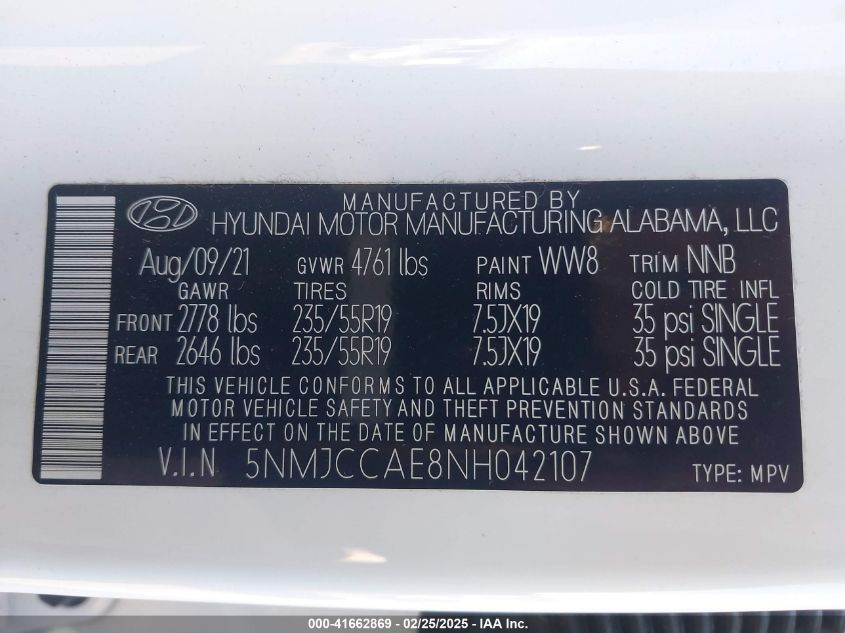 MANUFACTURED BY
HYUNDAI MOTOR MANUFACTURING ALABAMA, LLC
Aug/09/21 GVWR 4761 lbs PAINT WW8 TRIM NNB
GAWR TIRES RIMS COLD TIRE INFL
FRONT 2778 lbs 235/55R19 7.5JX19 35 psi SINGLE
REAR 2646 lbs 235/55R19 7.5JX19 35 psi SINGLE
THIS VEHICLE CONFORMS TO ALL APPLICABLE U.S.A. FEDERAL
MOTOR VEHICLE SAFETY AND THEFT PREVENTION STANDARDS
IN EFFECT ON THE DATE OF MANUFACTURE SHOWN ABOVE
V.I.N 5NMJCCAE8NH042107 TYPE: MPV
000-41662869 - 02/25/2025 - IAA Inc.